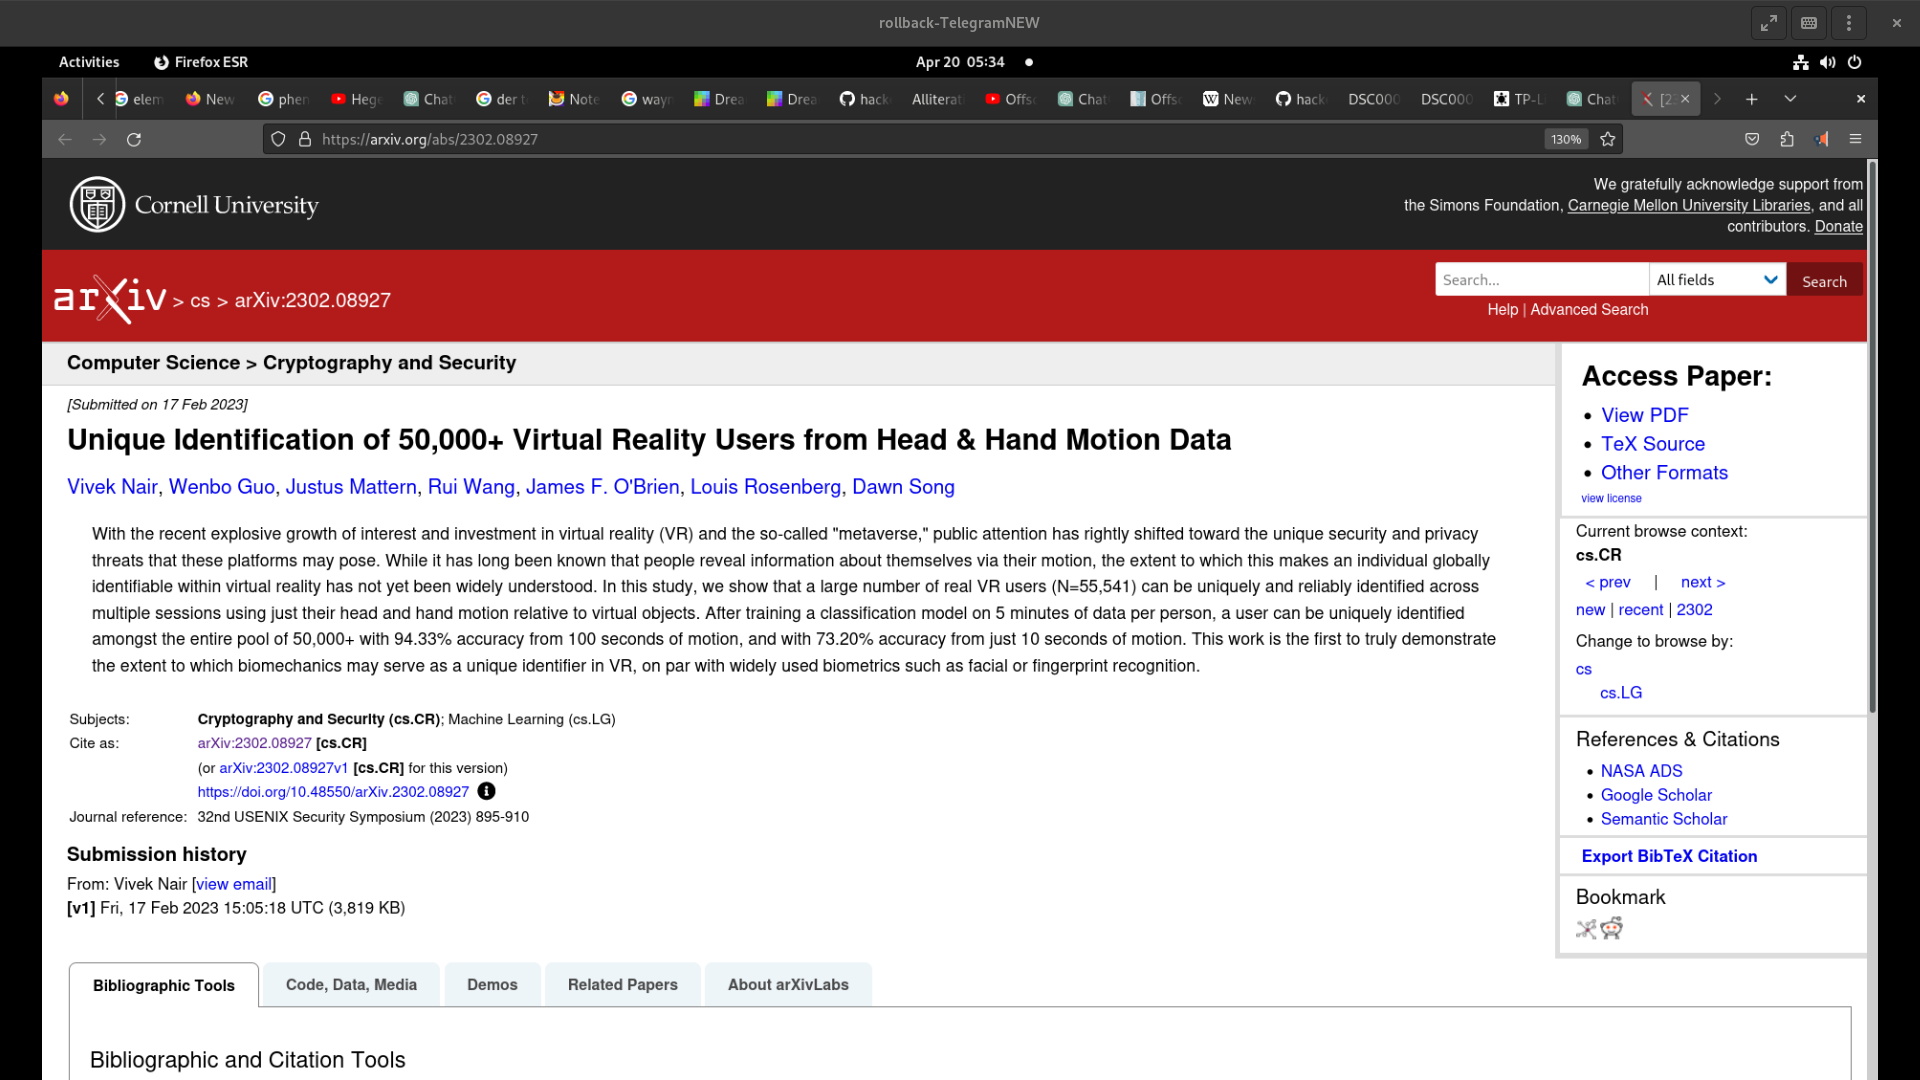 rollback-TelegramNEW
Activities Firefox ESR Apr 20 05:34
elem New phen Hege Chat der t Note wayn Drea Drea hack Alliterat Offs Chat Offs New hack DSC000 DSC000 TP-L Chat [2
https://arxiv.org/abs/2302.08927 130%
Cornell University
We gratefully acknowledge support from
the Simons Foundation, Carnegie Mellon University Libraries, and all
contributors. Donate
arXiv > cs > arXiv:2302.08927
Search... All fields Search
Help | Advanced Search
Computer Science > Cryptography and Security
[Submitted on 17 Feb 2023]
Unique Identification of 50,000+ Virtual Reality Users from Head & Hand Motion Data
Vivek Nair, Wenbo Guo, Justus Mattern, Rui Wang, James F. O'Brien, Louis Rosenberg, Dawn Song
With the recent explosive growth of interest and investment in virtual reality (VR) and the so-called "metaverse," public attention has rightly shifted toward the unique security and privacy
threats that these platforms may pose. While it has long been known that people reveal information about themselves via their motion, the extent to which this makes an individual globally
identifiable within virtual reality has not yet been widely understood. In this study, we show that a large number of real VR users (N=55,541) can be uniquely and reliably identified across
multiple sessions using just their head and hand motion relative to virtual objects. After training a classification model on 5 minutes of data per person, a user can be uniquely identified
amongst the entire pool of 50,000+ with 94.33% accuracy from 100 seconds of motion, and with 73.20% accuracy from just 10 seconds of motion. This work is the first to truly demonstrate
the extent to which biomechanics may serve as a unique identifier in VR, on par with widely used biometrics such as facial or fingerprint recognition.
Subjects: Cryptography and Security (cs.CR); Machine Learning (cs.LG)
Cite as: arXiv:2302.08927 [cs.CR]
(or arXiv:2302.08927v1 [cs.CR] for this version)
https://doi.org/10.48550/arXiv.2302.08927
Journal reference: 32nd USENIX Security Symposium (2023) 895-910
Submission history
From: Vivek Nair [view email]
[v1] Fri, 17 Feb 2023 15:05:18 UTC (3,819 KB)
Access Paper:
View PDF
TeX Source
Other Formats
view license
Current browse context:
cs.CR
< prev | next >
new | recent | 2302
Change to browse by:
cs
cs.LG
References & Citations
NASA ADS
Google Scholar
Semantic Scholar
Export BibTeX Citation
Bookmark
Bibliographic Tools Code, Data, Media Demos Related Papers About arXivLabs
Bibliographic and Citation Tools